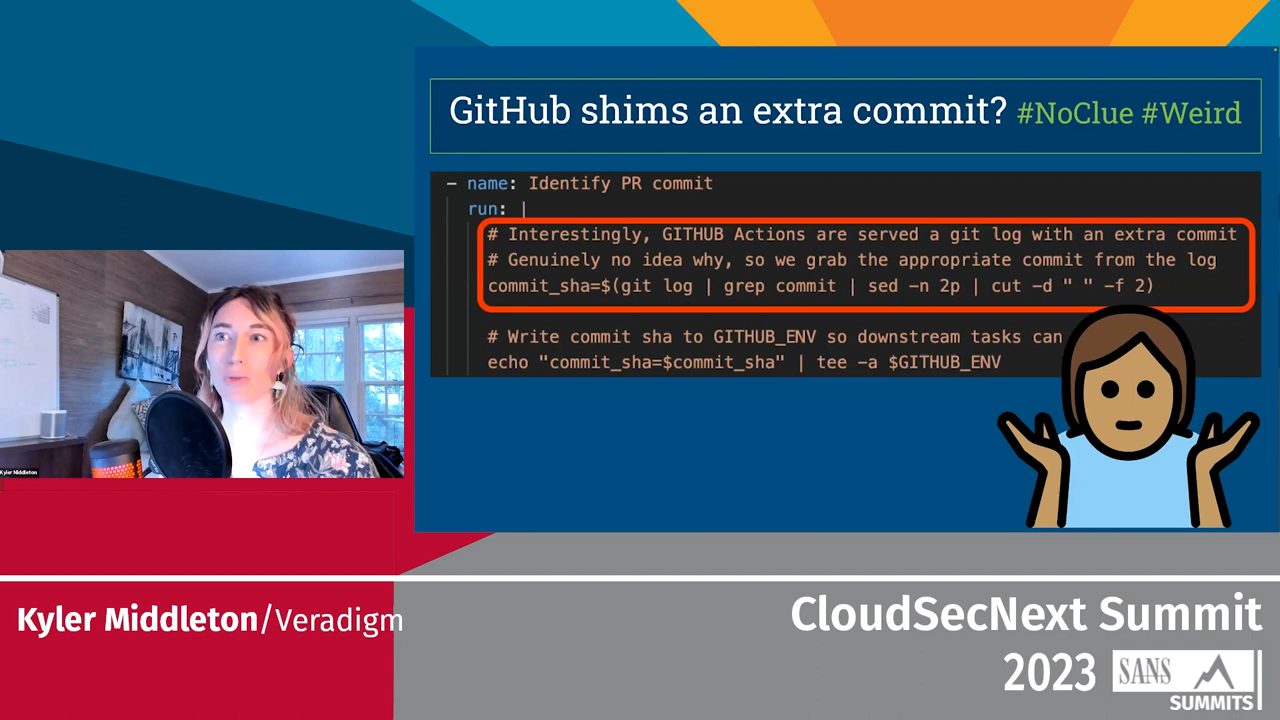 GitHub shims an extra commit? #NoClue #Weird
- name: Identify PR commit
run: |
# Interestingly, GITHUB Actions are served a git log with an extra commit
# Genuinely no idea why, so we grab the appropriate commit from the log
commit_sha=$(git log | grep commit | sed -n 2p | cut -d " " -f 2)
# Write commit sha to GITHUB_ENV so downstream tasks can
echo "commit_sha=$commit_sha" | tee -a $GITHUB_ENV
Kyler Middleton
Kyler Middleton/Veradigm
CloudSecNext Summit
2023
SANS
SUMMITS